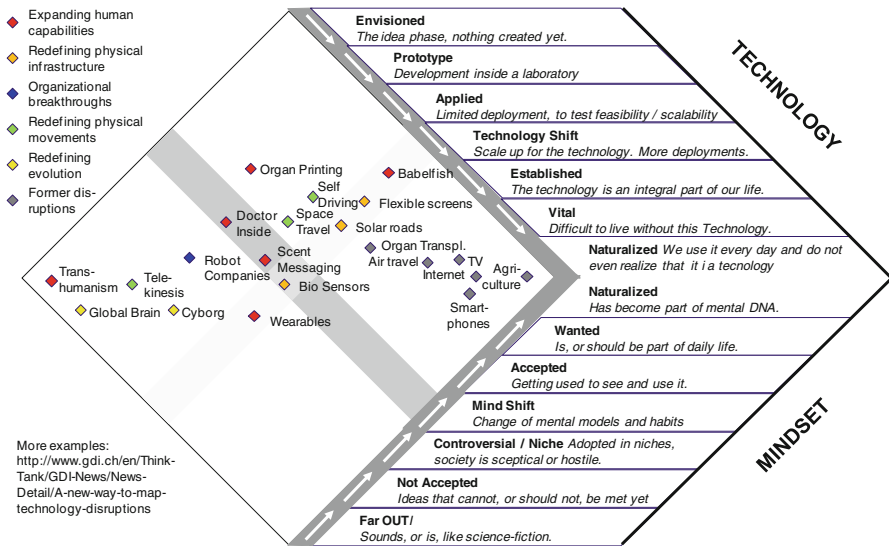 Expanding human
capabilities
Redefining physical
infrastructure
Organizational
breakthroughs
Redefining physical
movements
Redefining
evolution
Former dis-
ruptions
Organ Printing
Babelfish
Self
Driving
Flexible screens
Doctor
Inside
Space
Travel
Solar roads
Organ Transpl.
Air travel
TV
Internet
Agri-
culture
Smart-
phones
Robot
Companies
Scent
Messaging
Bio Sensors
Trans-
humanism
Tele-
kinesis
Global Brain
Cyborg
Wearables
More examples:
http://www.gdi.ch/en/Think-
Tank/GDI-News/News-
Detail/A-new-way-to-map-
technology-disruptions
TECHNOLOGY
Envisioned
The idea phase, nothing created yet.
Prototype
Development inside a laboratory
Applied
Limited deployment, to test feasibility / scalability
Technology Shift
Scale up for the technology. More deployments.
Established
The technology is an integral part of our life.
Vital
Difficult to live without this Technology.
Naturalized We use it every day and do not
even realize that it i a tecnology
Naturalized
Has become part of mental DNA.
Wanted
Is, or should be part of daily life.
Accepted
Getting used to see and use it.
Mind Shift
Change of mental models and habits
Controversial / Niche Adopted in niches,
society is sceptical or hostile.
Not Accepted
Ideas that cannot, or should not, be met yet
Far OUT/
Sounds, or is, like science-fiction.
MINDSET